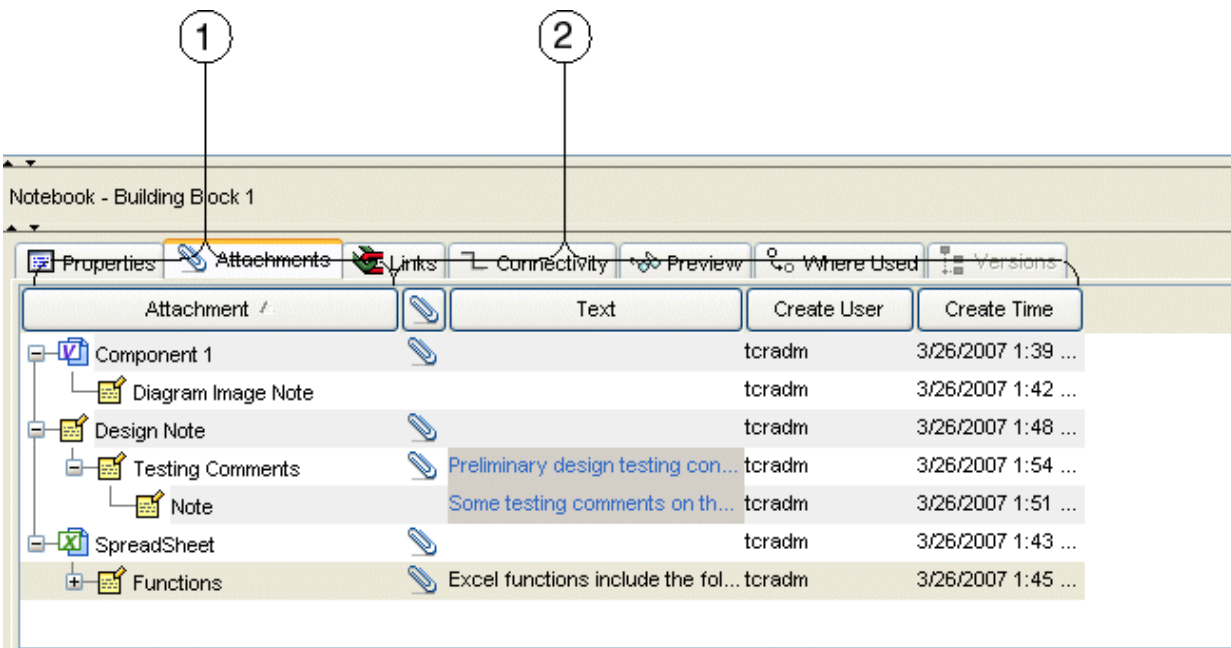 1 2
Notebook - Building Block 1
Properties Attachments Links Connectivity Preview Where Used Versions
Attachment Text Create User Create Time
Component 1 tcradm 3/26/2007 1:39 ...
Diagram Image Note tcradm 3/26/2007 1:42 ...
Design Note tcradm 3/26/2007 1:48 ...
Testing Comments Preliminary design testing con... tcradm 3/26/2007 1:54 ...
Note Some testing comments on th... tcradm 3/26/2007 1:51 ...
SpreadSheet tcradm 3/26/2007 1:43 ...
Functions Excel functions include the fol... tcradm 3/26/2007 1:45 ...